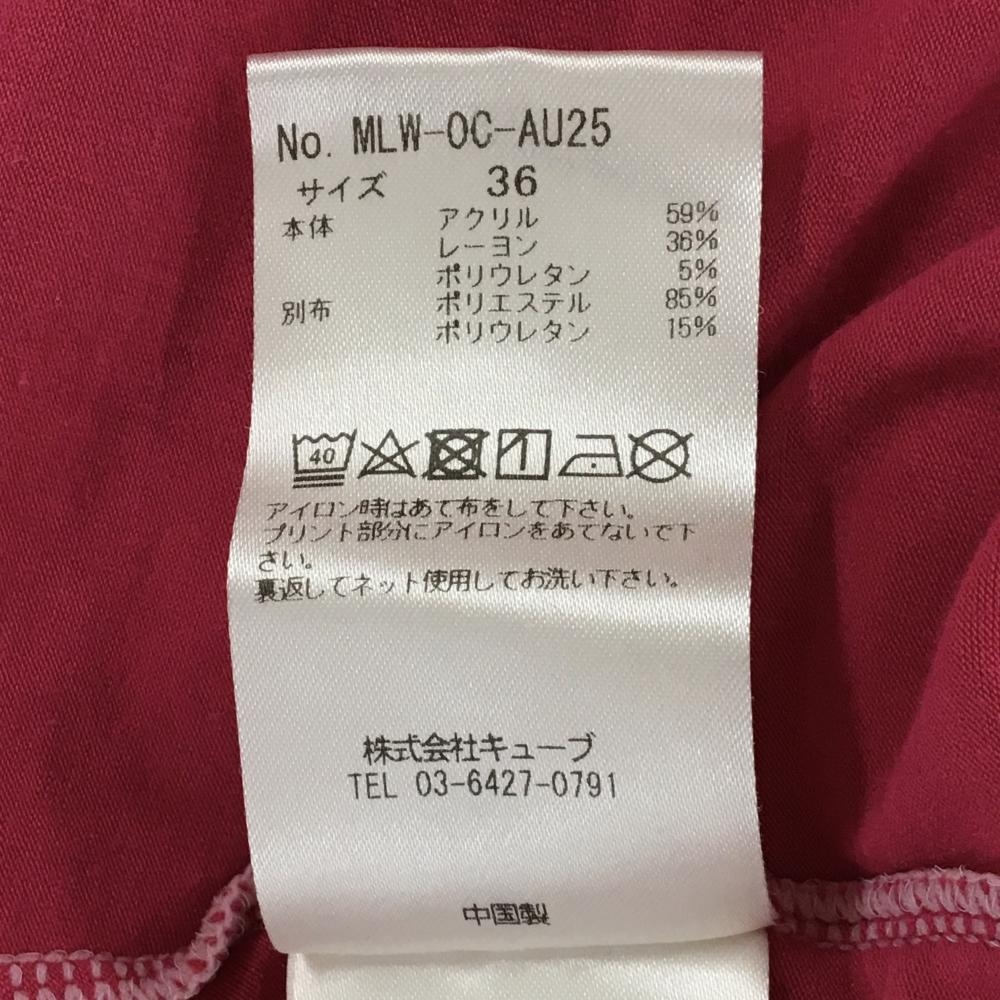 No. MLW-OC-AU25
サイズ 36
本体 アクリル 59%
レーヨン 36%
ポリウレタン 5%
別布 ポリエステル 85%
ポリウレタン 15%
40
アイロン時はあて布をして下さい。
プリント部分にアイロンをあてないで下
さい。
裏返してネット使用してお洗い下さい。
株式会社キューブ
TEL 03-6427-0791
中国製